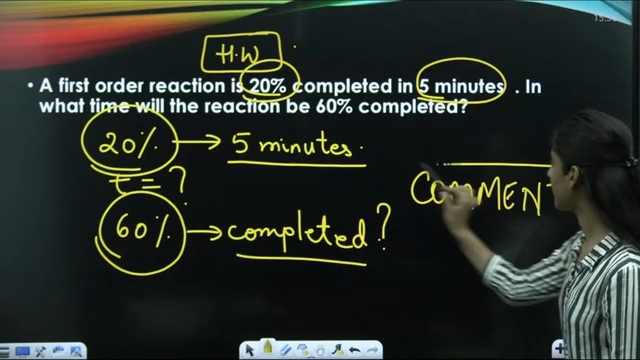 H.W
• A first order reaction is 20% completed in 5 minutes . In
what time will the reaction be 60% completed?
20% → 5 minutes.
t = ?
60% → completed?
COMMENT